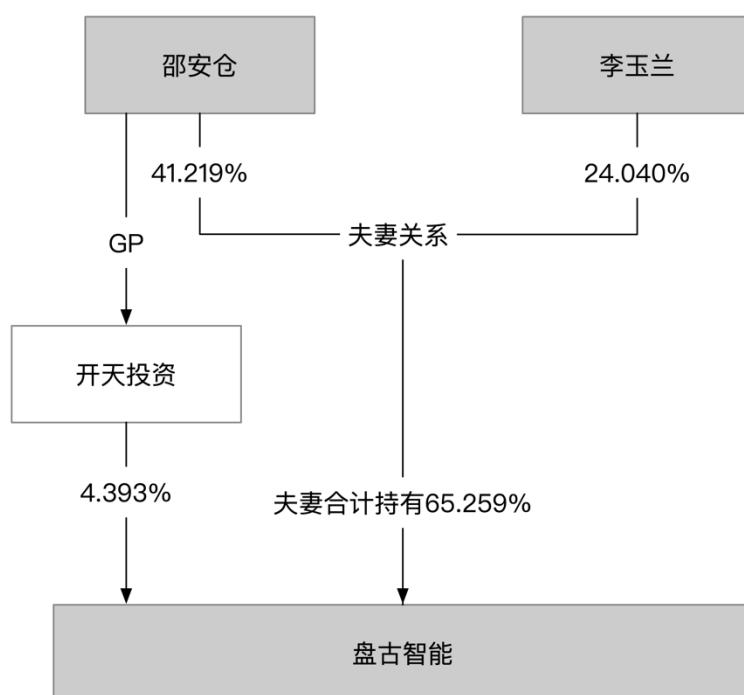 邵安仓
李玉兰
41.219%
24.040%
夫妻关系
GP
开天投资
4.393%
夫妻合计持有65.259%
盘古智能